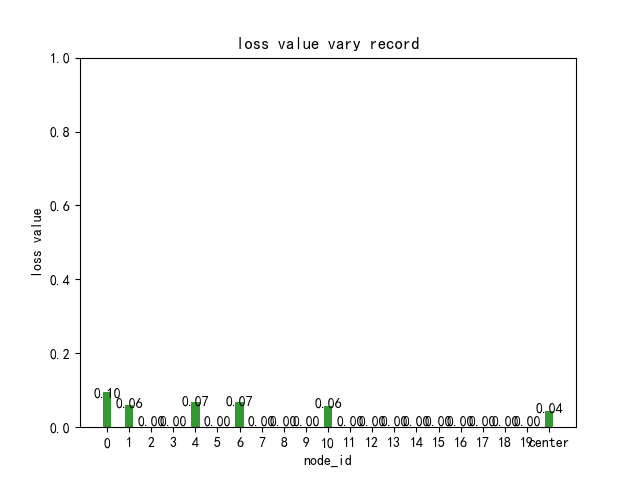 loss value vary record
1.0
0.8
0.6
0.4
0.2
0.0
loss value
0.10 0.06 0.00 0.00 0.07 0.00 0.07 0.00 0.00 0.00 0.06 0.00 0.00 0.00 0.00 0.00 0.00 0.00 0.00 0.00 0.04
0 1 2 3 4 5 6 7 8 9 10 11 12 13 14 15 16 17 18 19 center
node_id